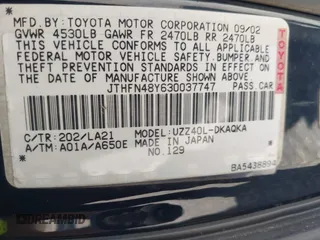 MFD.BY: TOYOTA MOTOR CORPORATION 09/02
GVWR 4530LB GAWR FR 2470LB RR 2470LB
THIS VEHICLE CONFORMS TO ALL APPLICABLE
FEDERAL MOTOR VEHICLE SAFETY, BUMPER, AND
THEFT PREVENTION STANDARDS IN EFFECT ON
THE DATE OF MANUFACTURE SHOWN ABOVE.
JTHFN48Y630037747 PASS.CAR
C/TR: 202/LA21 MODEL: UZZ40L-DKAQKA
A/TM: A01A/A650E MADE IN JAPAN
NO.129
TOYOTA
© IDCARAMID